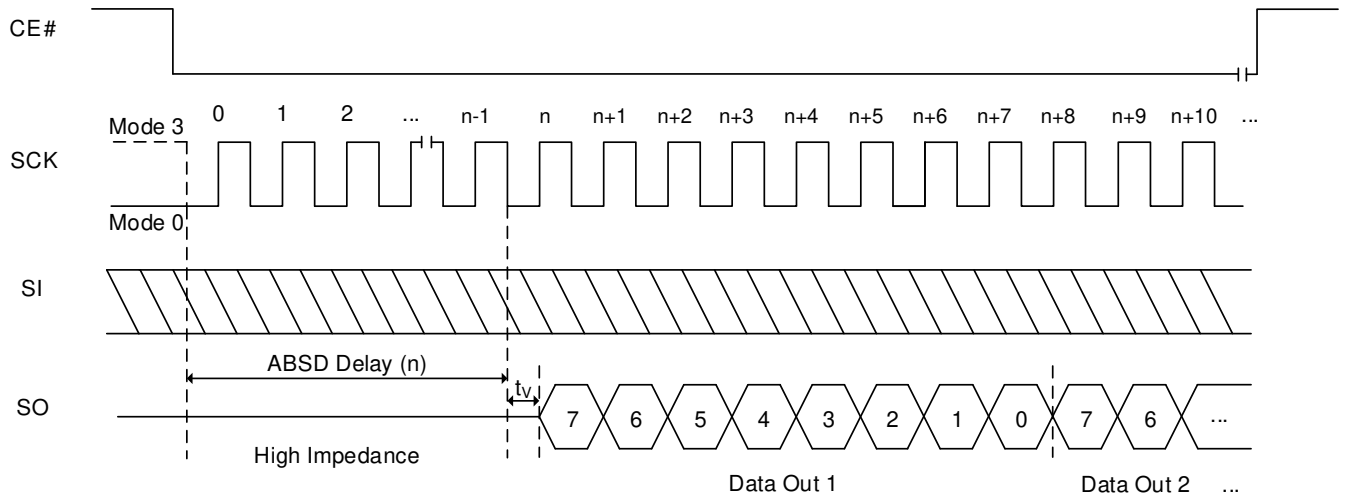 CE#
0 1 2 ... n-1 n n+1 n+2 n+3 n+4 n+5 n+6 n+7 n+8 n+9 n+10 ...
Mode 3
SCK
Mode 0
SI
ABSD Delay (n)
tV
SO
7 6 5 4 3 2 1 0 7 6 ...
High Impedance
Data Out 1 Data Out 2 ...